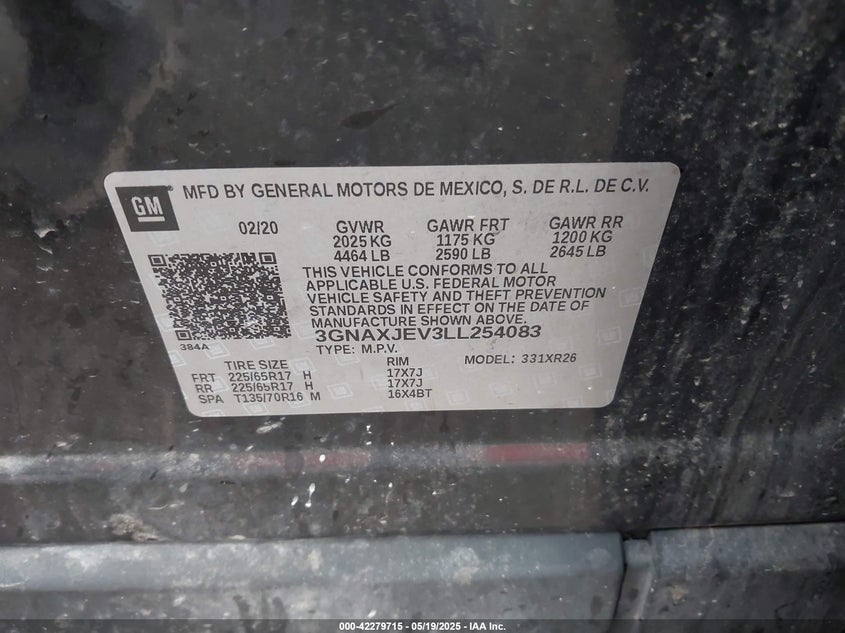 GM
MFD BY GENERAL MOTORS DE MEXICO, S. DE R.L. DE C.V.
02/20 GVWR GAWR FRT GAWR RR
2025 KG 1175 KG 1200 KG
4464 LB 2590 LB 2645 LB
THIS VEHICLE CONFORMS TO ALL
APPLICABLE U.S. FEDERAL MOTOR
VEHICLE SAFETY AND THEFT PREVENTION
STANDARDS IN EFFECT ON THE DATE OF
MANUFACTURE SHOWN ABOVE.
384A
3GNAXJEV3LL254083
TYPE: M.P.V. MODEL: 331XR26
TIRE SIZE RIM
FRT 225/65R17 H 17X7J
RR 225/65R17 H 17X7J
SPA T135/70R16 M 16X4BT
000-42279715 - 05/19/2025 - IAA Inc.